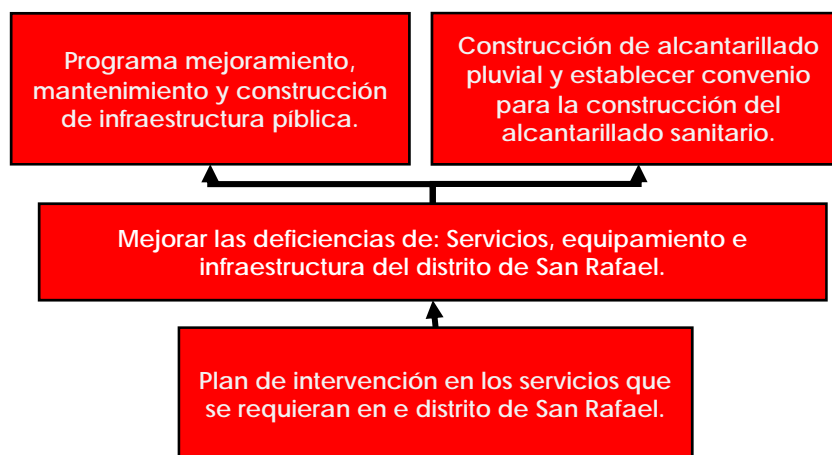 Programa mejoramiento,
mantenimiento y construcción
de infraestructura píblica.
Construcción de alcantarillado
pluvial y establecer convenio
para la construcción del
alcantarillado sanitario.
Mejorar las deficiencias de: Servicios, equipamiento e
infraestructura del distrito de San Rafael.
Plan de intervención en los servicios que
se requieran en e distrito de San Rafael.